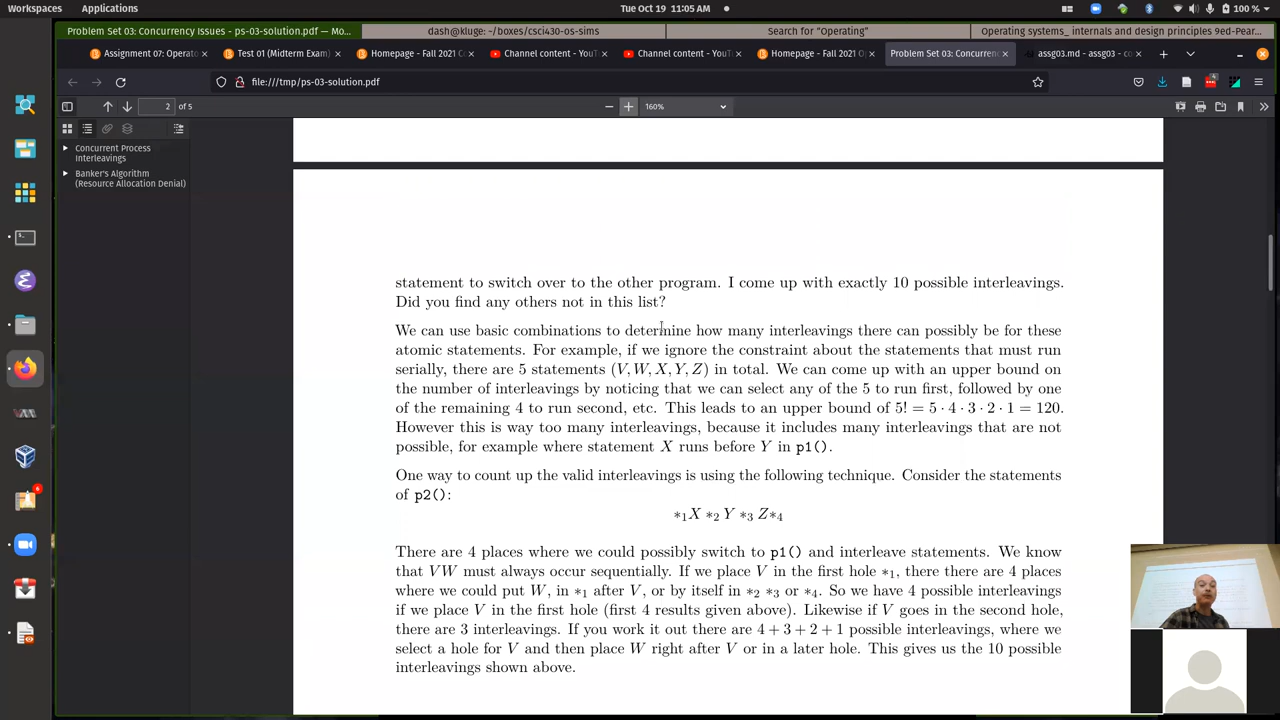 Workspaces Applications Tue Oct 19 11:05 AM 100 %
Problem Set 03: Concurrency Issues - ps-03-solution.pdf — Mo... dash@kluge: ~/boxes/csci430-os-sims Search for "Operating" Operating systems_ internals and design principles 9ed-Pear...
Assignment 07: Operat Test 01 (Midterm Exam) Homepage - Fall 2021 C Channel content - YouT Channel content - YouT Homepage - Fall 2021 O Problem Set 03: Concurren assg03.md - assg03 - co
file:///tmp/ps-03-solution.pdf
2 of 5 160%
Concurrent Process
Interleavings
Banker's Algorithm
(Resource Allocation Denial)
statement to switch over to the other program. I come up with exactly 10 possible interleavings.
Did you find any others not in this list?
We can use basic combinations to determine how many interleavings there can possibly be for these
atomic statements. For example, if we ignore the constraint about the statements that must run
serially, there are 5 statements (V, W, X, Y, Z) in total. We can come up with an upper bound on
the number of interleavings by noticing that we can select any of the 5 to run first, followed by one
of the remaining 4 to run second, etc. This leads to an upper bound of 5! = 5 · 4 · 3 · 2 · 1 = 120.
However this is way too many interleavings, because it includes many interleavings that are not
possible, for example where statement X runs before Y in p1().
One way to count up the valid interleavings is using the following technique. Consider the statements
of p2():
∗₁X ∗₂ Y ∗₃ Z∗₄
There are 4 places where we could possibly switch to p1() and interleave statements. We know
that VW must always occur sequentially. If we place V in the first hole ∗₁, there there are 4 places
where we could put W, in ∗₁ after V, or by itself in ∗₂ ∗₃ or ∗₄. So we have 4 possible interleavings
if we place V in the first hole (first 4 results given above). Likewise if V goes in the second hole,
there are 3 interleavings. If you work it out there are 4 + 3 + 2 + 1 possible interleavings, where we
select a hole for V and then place W right after V or in a later hole. This gives us the 10 possible
interleavings shown above.